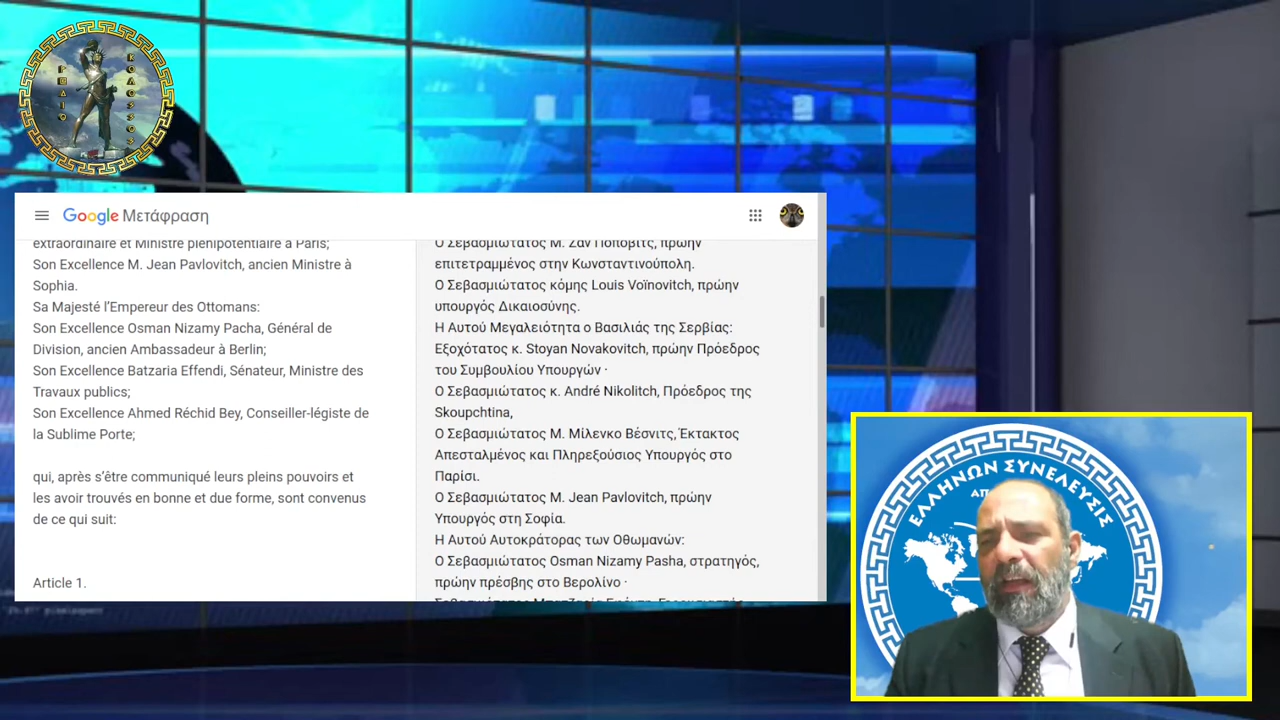 ΡΟΔΙΟ
ΚΟΛΟΣΣΟΣ
Google Μετάφραση
extraordinaire et Ministre plénipotentiaire à Paris;
Son Excellence M. Jean Pavlovitch, ancien Ministre à
Sophia.
Sa Majesté l’Empereur des Ottomans:
Son Excellence Osman Nizamy Pacha, Général de
Division, ancien Ambassadeur à Berlin;
Son Excellence Batzaria Effendi, Sénateur, Ministre des
Travaux publics;
Son Excellence Ahmed Réchid Bey, Conseiller-légiste de
la Sublime Porte;
qui, après s’être communiqué leurs pleins pouvoirs et
les avoir trouvés en bonne et due forme, sont convenus
de ce qui suit:
Article 1.
Ο Σεβασμιώτατος Μ. Ζαν Ποποβιτς, πρώην
επιτετραμμένος στην Κωνσταντινούπολη.
Ο Σεβασμιώτατος κόμης Louis Voïnovitch, πρώην
υπουργός Δικαιοσύνης.
Η Αυτού Μεγαλειότητα ο Βασιλιάς της Σερβίας:
Εξοχότατος κ. Stoyan Novakovitch, πρώην Πρόεδρος
του Συμβουλίου Υπουργών ·
Ο Σεβασμιώτατος κ. André Nikolitch, Πρόεδρος της
Skoupchtina,
Ο Σεβασμιώτατος Μ. Μίλενκο Βέσνιτς, Έκτακτος
Απεσταλμένος και Πληρεξούσιος Υπουργός στο
Παρίσι.
Ο Σεβασμιώτατος M. Jean Pavlovitch, πρώην
Υπουργός στη Σοφία.
Η Αυτού Αυτοκράτορας των Οθωμανών:
Ο Σεβασμιώτατος Osman Nizamy Pasha, στρατηγός,
πρώην πρέσβης στο Βερολίνο ·
ΕΛΛΗΝΩΝ ΣΥΝΕΛΕΥΣΙΣ